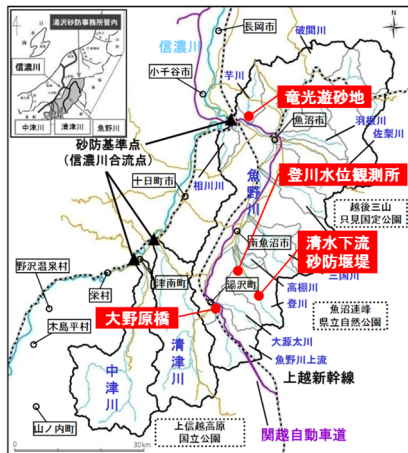 湯沢砂防事務所管内
信濃川
中津川
清津川
魚野川
信濃川
長岡市
破間川
N
小千谷市
芋川
竜光遊砂地
魚沼市
羽根川
佐梨川
砂防基準点
(信濃川合流点)
十日町市
相川川
魚野川
登川水位観測所
越後三山
只見国定公園
南魚沼市
清水下流
砂防堰堤
三国川
野沢温泉村
津南町
湯沢町
高棚川
登川
栄村
大野原橋
魚沼連峰
県立自然公園
木島平村
大源太川
魚野川上流
清津川
中津川
上越新幹線
山ノ内町
上信越高原
国立公園
関越自動車道
0
30km